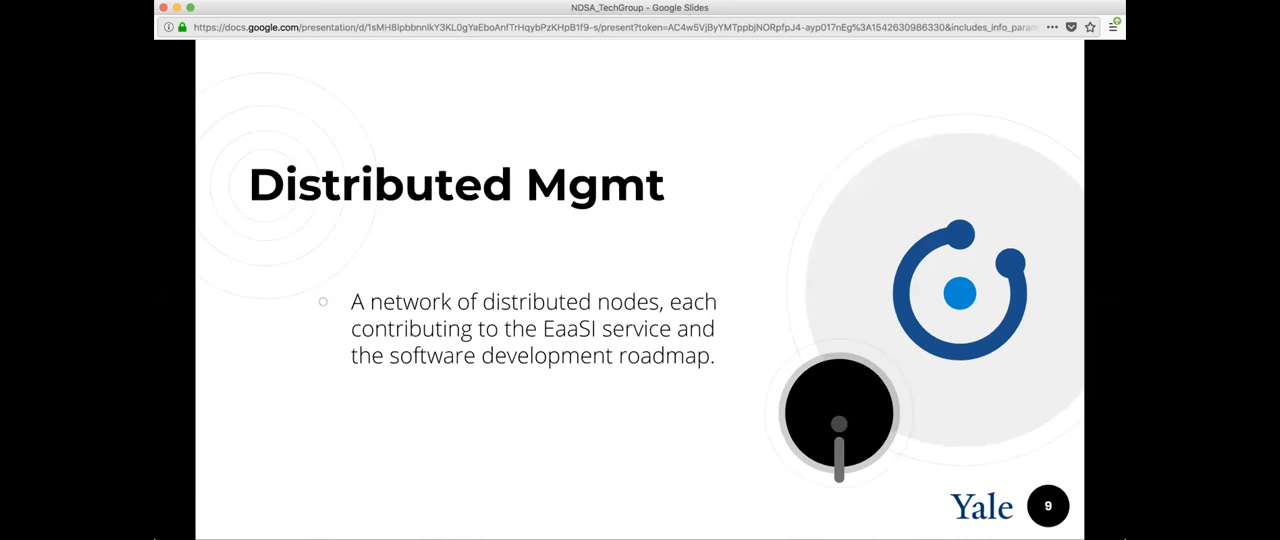 NDSA_TechGroup - Google Slides
Distributed Mgmt
A network of distributed nodes, each
contributing to the EaaSI service and
the software development roadmap.
Yale
9